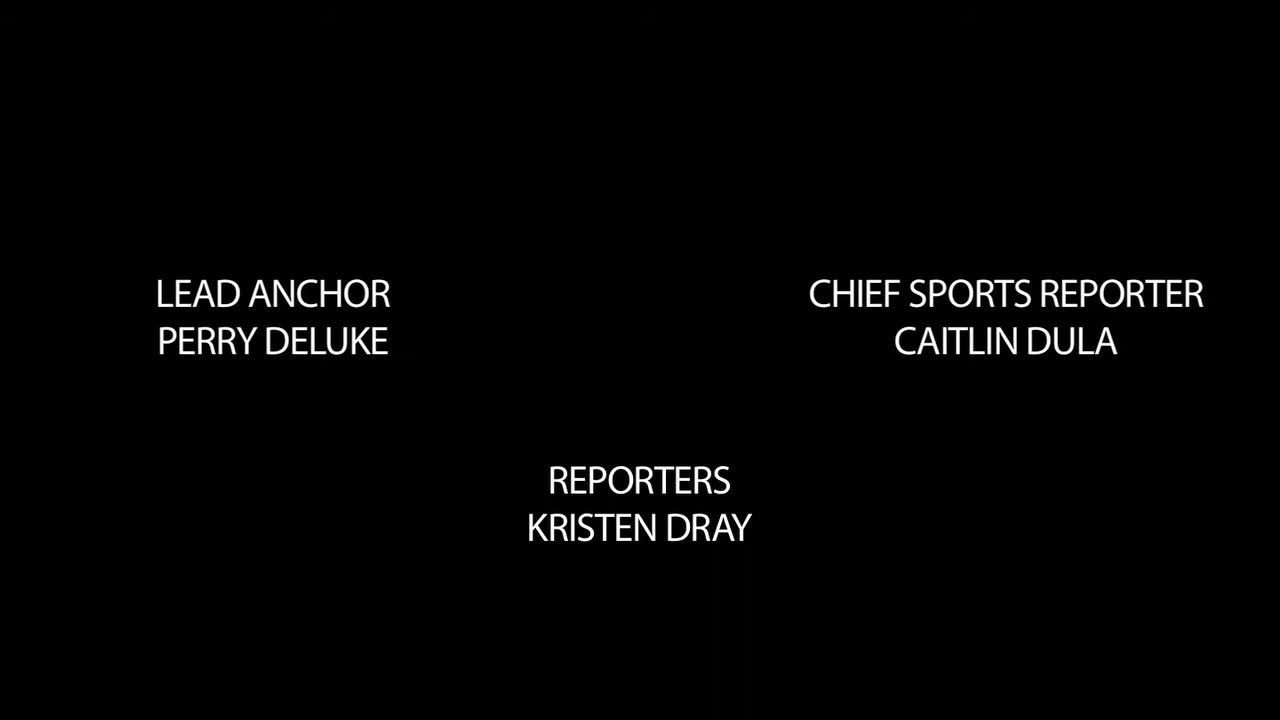 LEAD ANCHOR
PERRY DELUKE
CHIEF SPORTS REPORTER
CAITLIN DULA
REPORTERS
KRISTEN DRAY